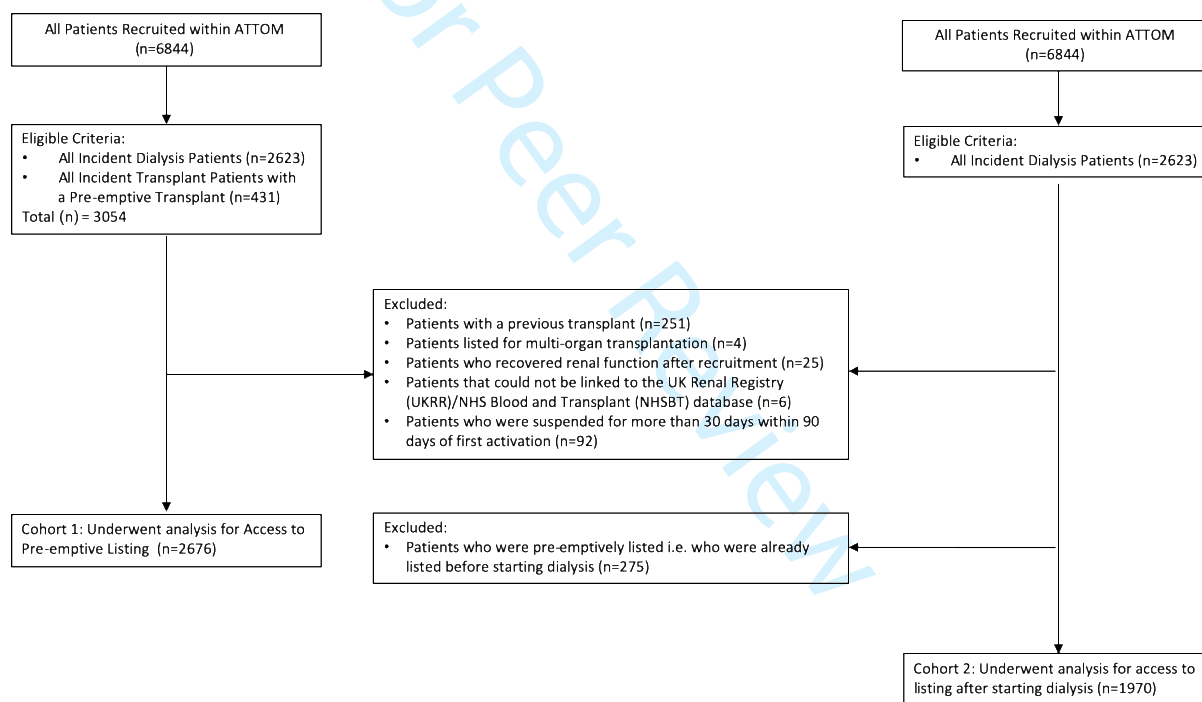 All Patients Recruited within ATTOM
(n=6844)
Eligible Criteria:
• All Incident Dialysis Patients (n=2623)
• All Incident Transplant Patients with
a Pre-emptive Transplant (n=431)
Total (n) = 3054
All Patients Recruited within ATTOM
(n=6844)
Eligible Criteria:
• All Incident Dialysis Patients (n=2623)
Excluded:
• Patients with a previous transplant (n=251)
• Patients listed for multi-organ transplantation (n=4)
• Patients who recovered renal function after recruitment (n=25)
• Patients that could not be linked to the UK Renal Registry
(UKRR)/NHS Blood and Transplant (NHSBT) database (n=6)
• Patients who were suspended for more than 30 days within 90
days of first activation (n=92)
Cohort 1: Underwent analysis for Access to
Pre-emptive Listing (n=2676)
Excluded:
• Patients who were pre-emptively listed i.e. who were already
listed before starting dialysis (n=275)
Cohort 2: Underwent analysis for access to
listing after starting dialysis (n=1970)
or Peer Review